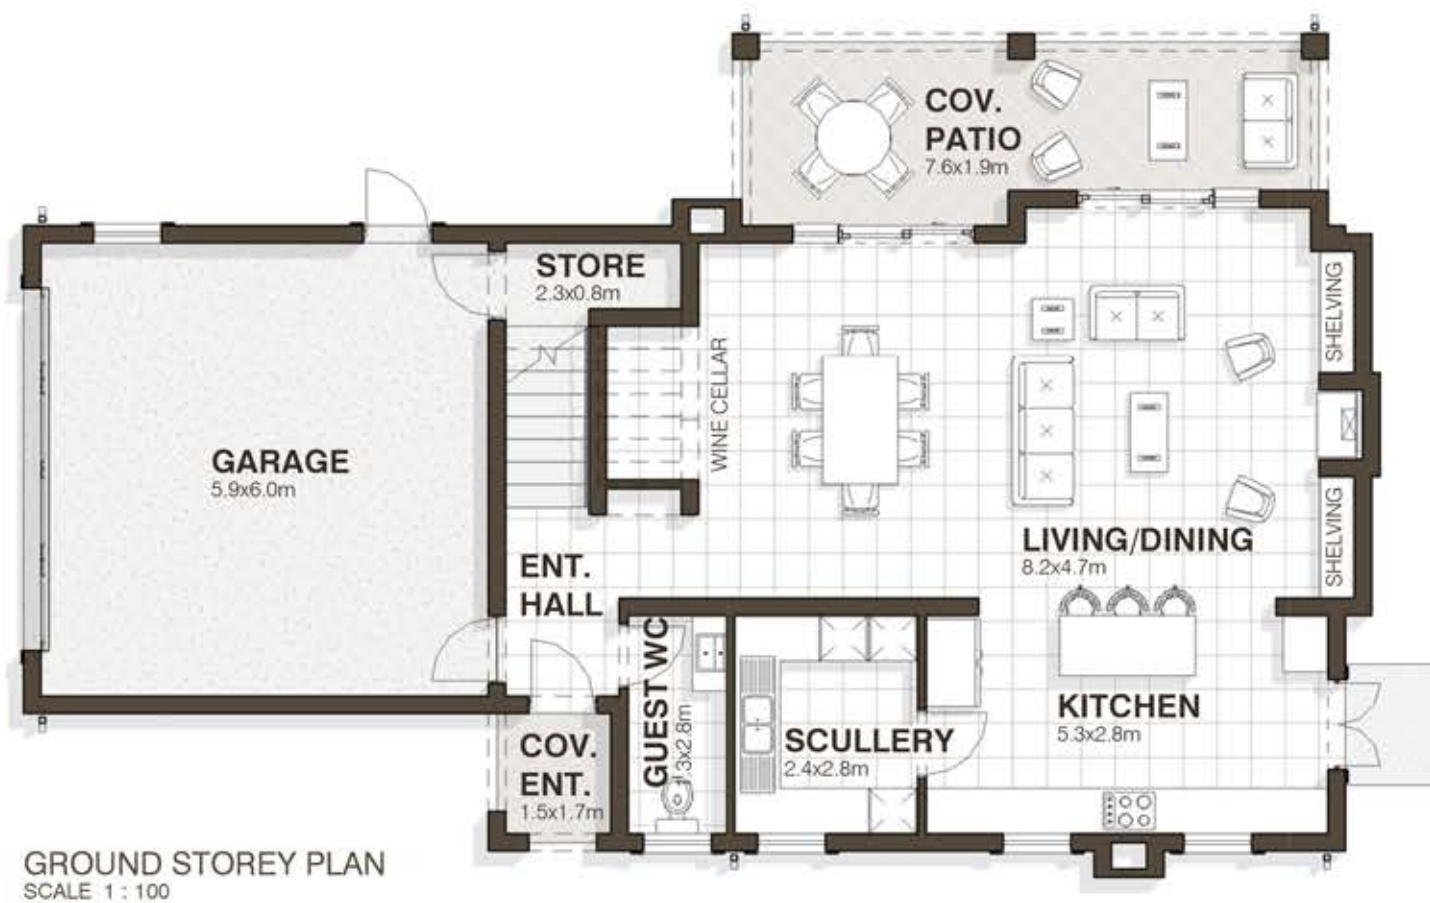 COV.
PATIO
7.6x1.9m
STORE
2.3x0.8m
SHELVING
WINE CELLAR
GARAGE
5.9x6.0m
SHELVING
LIVING/DINING
8.2x4.7m
ENT.
HALL
GUEST WC
1.3x2.8m
KITCHEN
5.3x2.8m
SCULLERY
2.4x2.8m
COV.
ENT.
1.5x1.7m
GROUND STOREY PLAN
SCALE 1 : 100